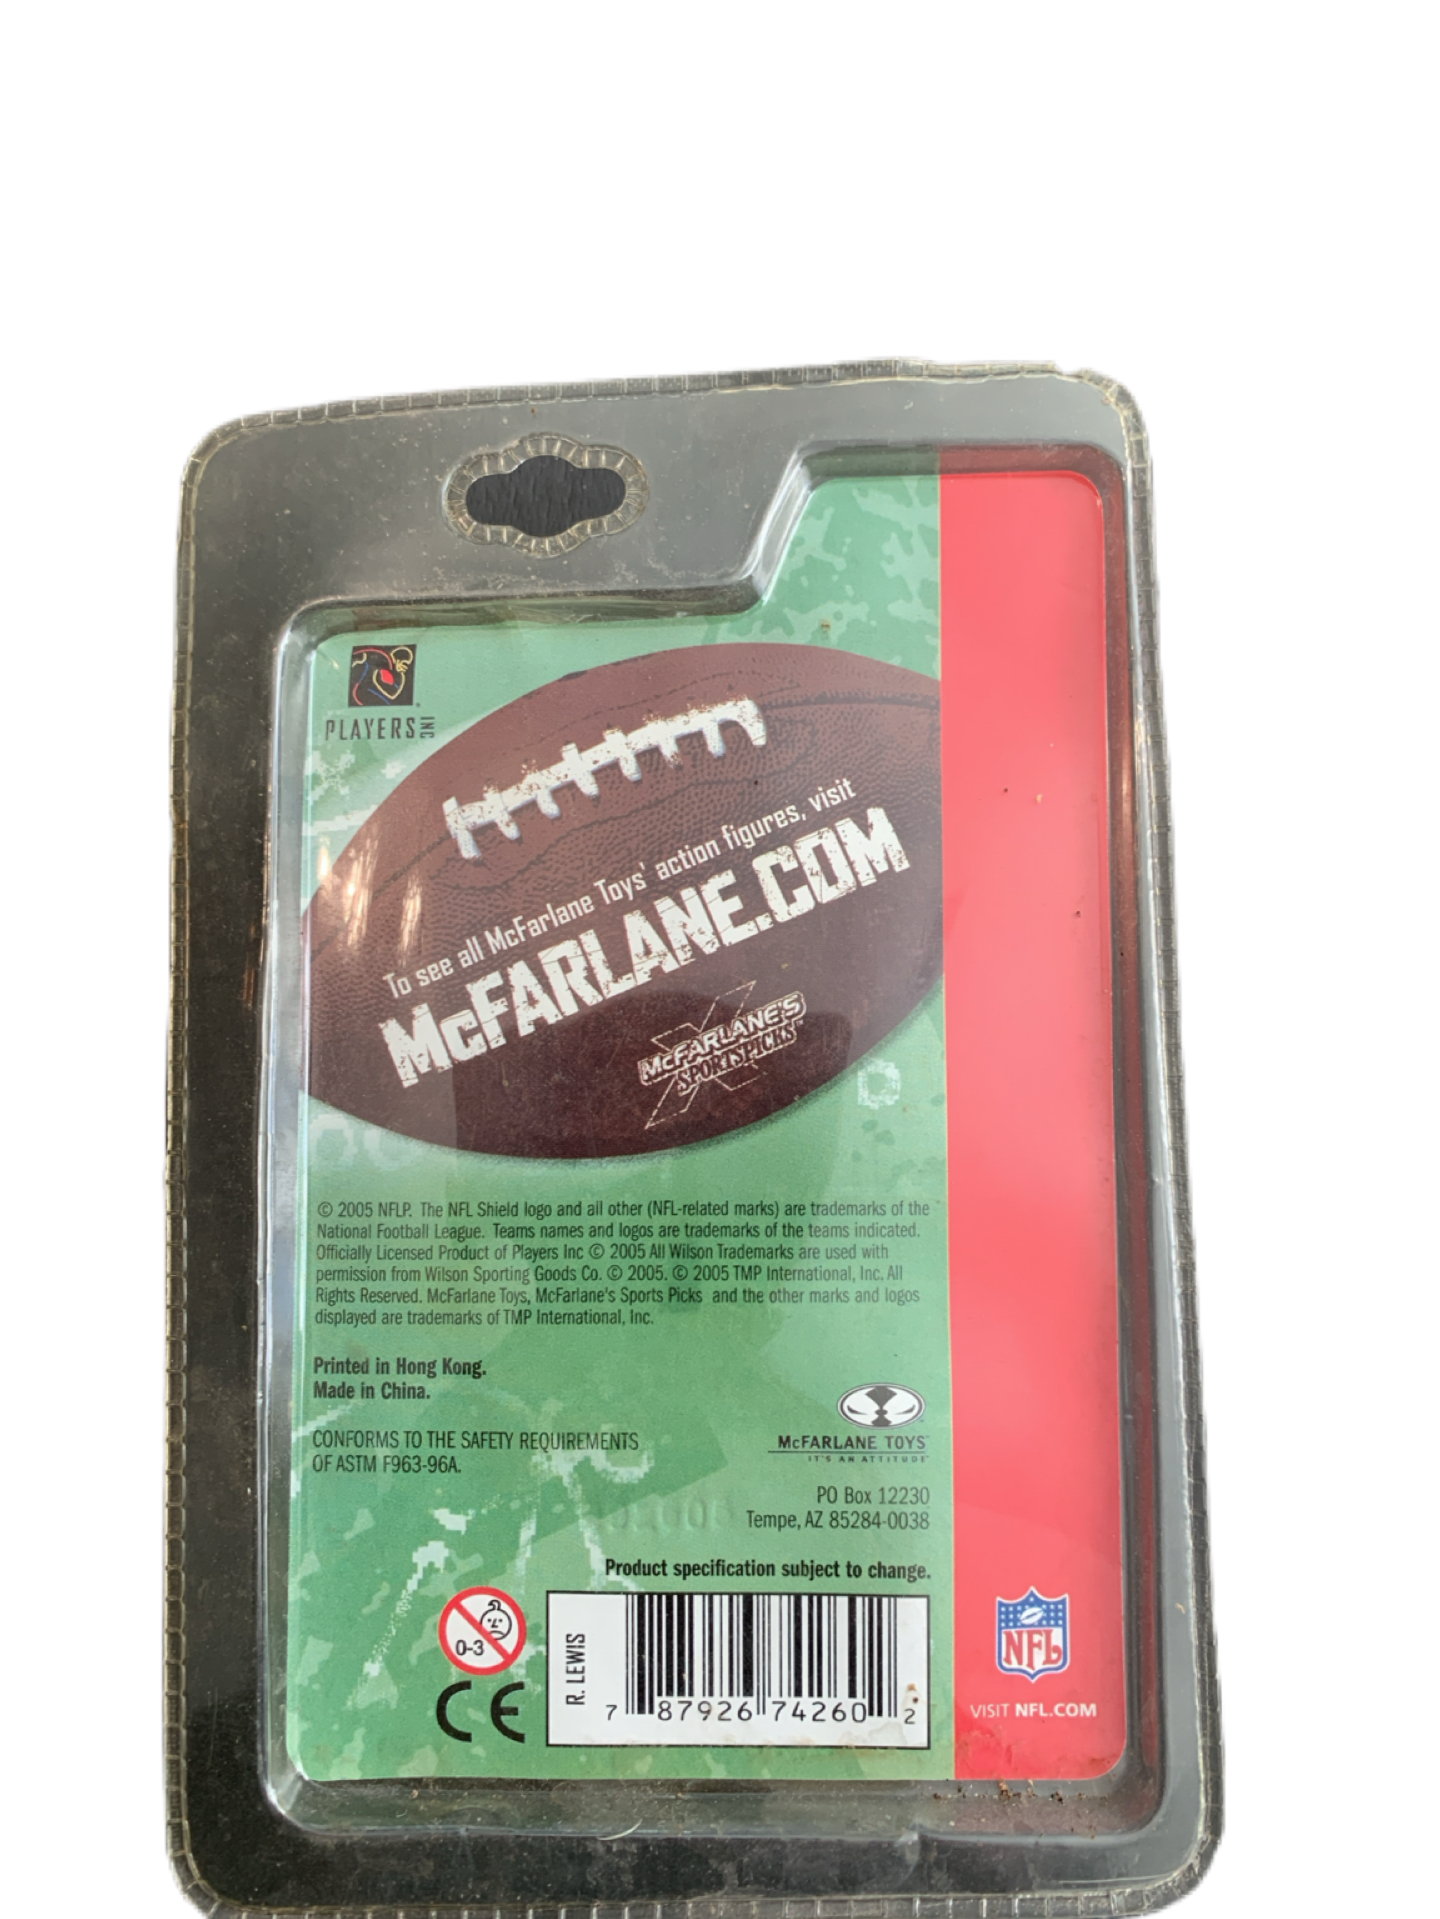 PLAYERS INC
To see all McFarlane Toys' action figures, visit
McFARLANE.COM
McFARLANE'S
SPORTSPICKS™
© 2005 NFLP. The NFL Shield logo and all other (NFL-related marks) are trademarks of the
National Football League. Teams names and logos are trademarks of the teams indicated.
Officially Licensed Product of Players Inc © 2005 All Wilson Trademarks are used with
permission from Wilson Sporting Goods Co. © 2005. © 2005 TMP International, Inc. All
Rights Reserved. McFarlane Toys, McFarlane's Sports Picks and the other marks and logos
displayed are trademarks of TMP International, Inc.
Printed in Hong Kong.
Made in China.
CONFORMS TO THE SAFETY REQUIREMENTS
OF ASTM F963-96A.
McFARLANE TOYS™
IT'S AN ATTITUDE™
PO Box 12230
Tempe, AZ 85284-0038
Product specification subject to change.
0-3
CE
R. LEWIS
7 87926 74260 2
NFL
VISIT NFL.COM